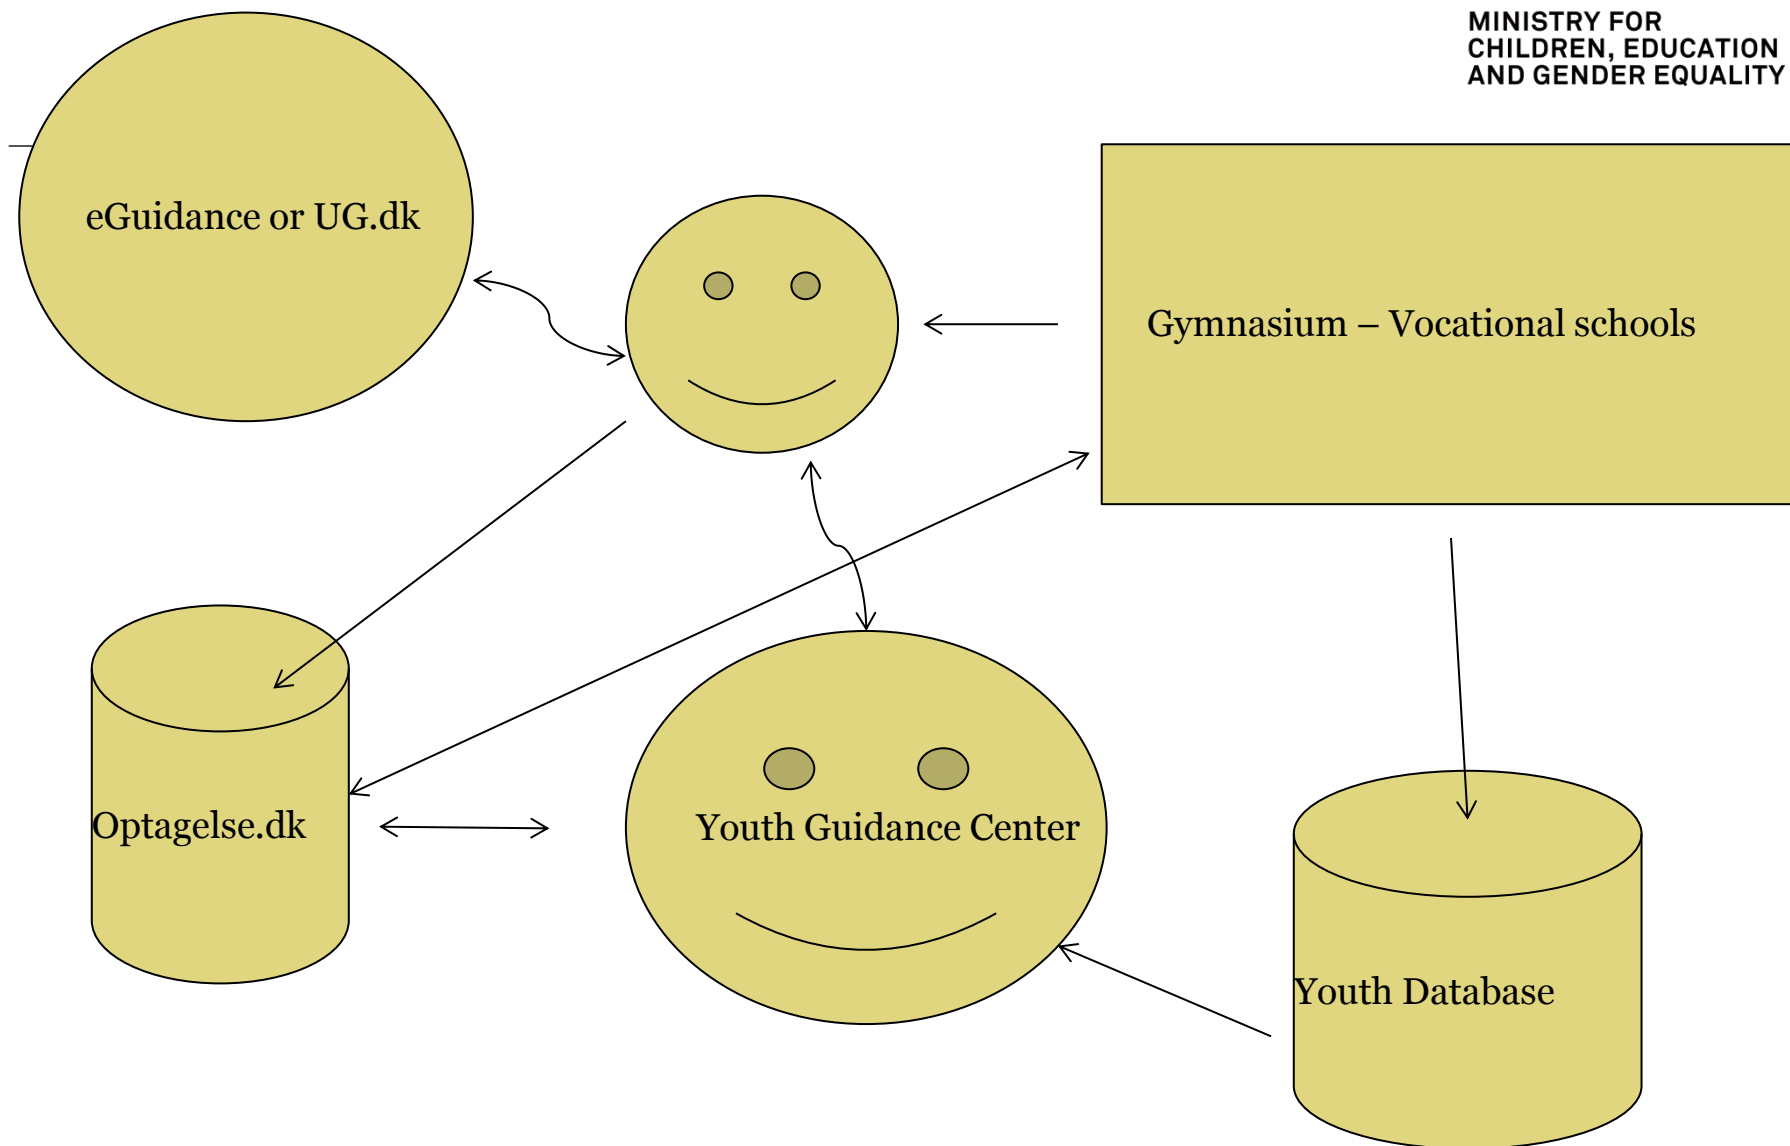 MINISTRY FOR
CHILDREN, EDUCATION
AND GENDER EQUALITY
eGuidance or UG.dk
Gymnasium – Vocational schools
Optagelse.dk
Youth Guidance Center
Youth Database